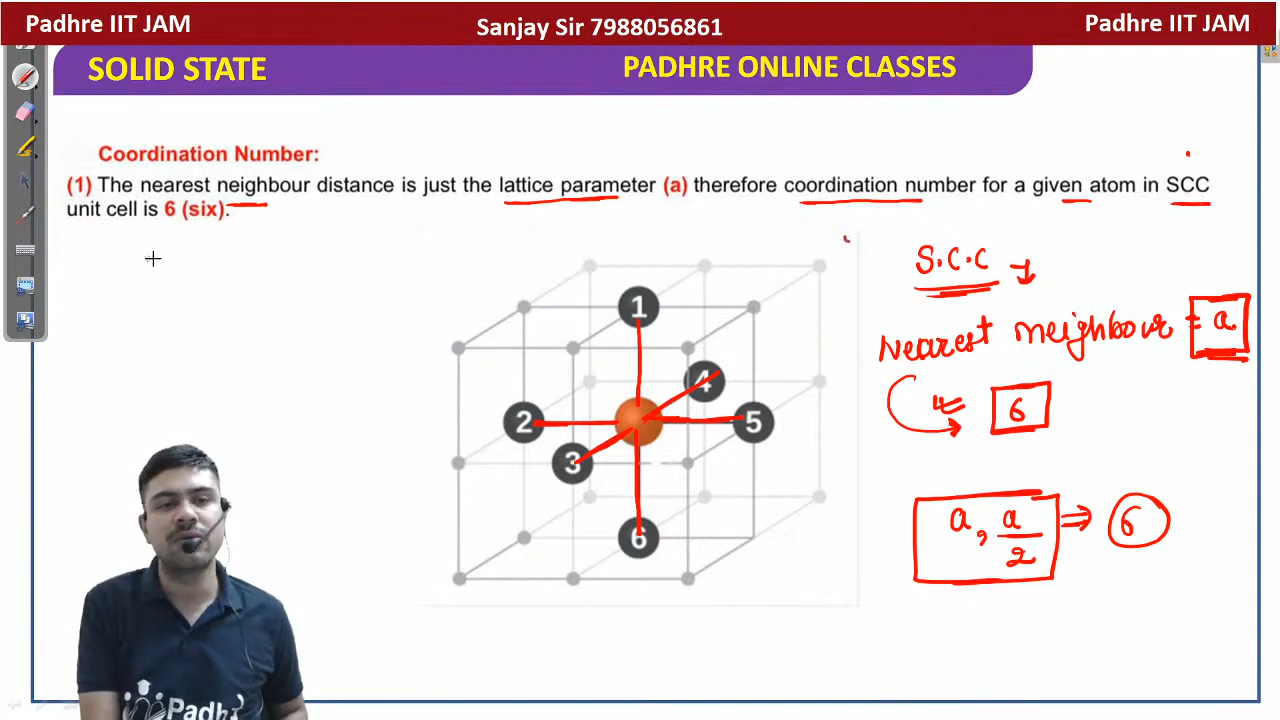 Padhre IIT JAM
Sanjay Sir 7988056861
Padhre IIT JAM
SOLID STATE
PADHRE ONLINE CLASSES
Coordination Number:
(1) The nearest neighbour distance is just the lattice parameter (a) therefore coordination number for a given atom in SCC
unit cell is 6 (six).
S.C.C
Nearest neighbour = a
6
a, a/2 ⇒ 6
1
4
2
5
3
6
Padh